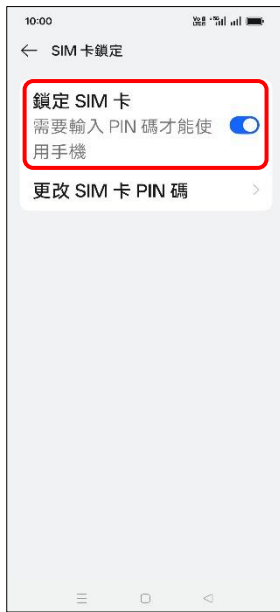 10:00
SIM 卡鎖定
鎖定 SIM 卡
需要輸入 PIN 碼才能使
用手機
更改 SIM 卡 PIN 碼